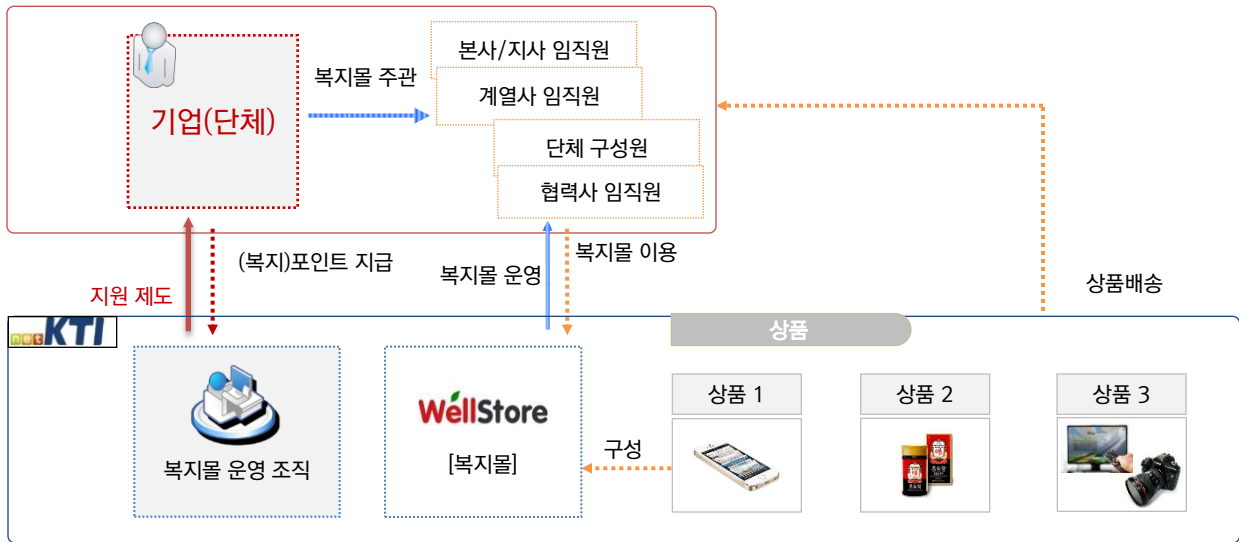 본사/지사 임직원
복지몰 주관
계열사 임직원
기업(단체)
단체 구성원
협력사 임직원
(복지)포인트 지급
복지몰 운영
복지몰 이용
지원 제도
상품배송
net KTI
상품
상품 1
상품 2
상품 3
WellStore
구성
[복지몰]
복지몰 운영 조직